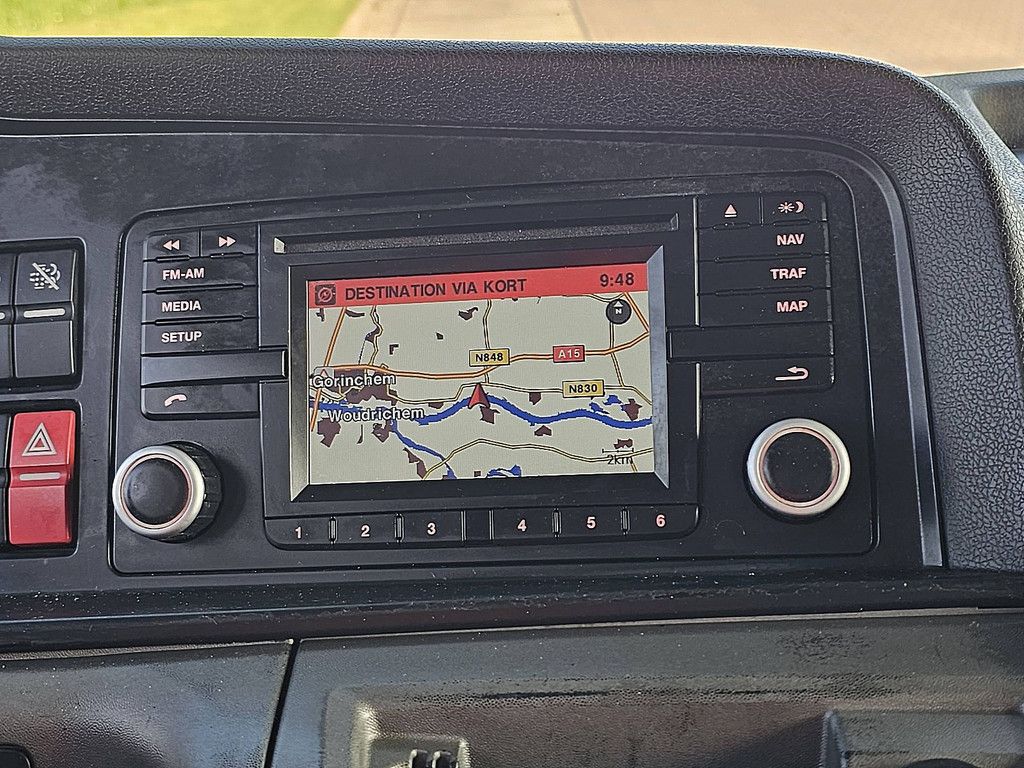 FM-AM
MEDIA
SETUP
DESTINATION VIA KORT 9:48
N
N848
A15
Gorinchem
N830
Woudrichem
2km
NAV
TRAF
MAP
1 2 3 4 5 6